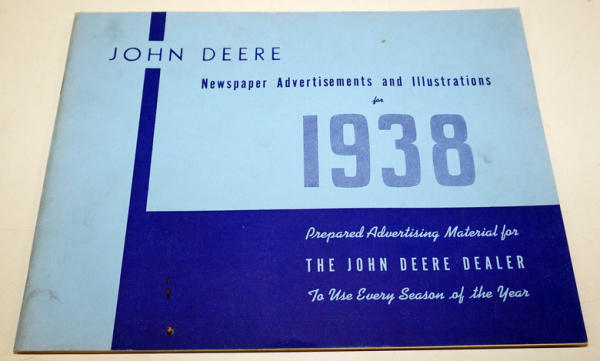 JOHN DEERE
Newspaper Advertisements and Illustrations
for
1938
Prepared Advertising Material for
THE JOHN DEERE DEALER
To Use Every Season of the Year